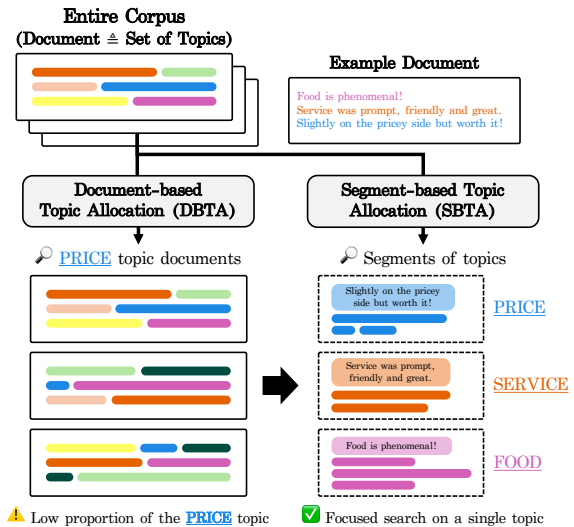 Entire Corpus
(Document ≜ Set of Topics)
Example Document
Food is phenomenal!
Service was prompt, friendly and great.
Slightly on the pricey side but worth it!
Document-based
Topic Allocation (DBTA)
Segment-based Topic
Allocation (SBTA)
PRICE topic documents
Segments of topics
Slightly on the pricey
side but worth it!
PRICE
Service was prompt,
friendly and great.
SERVICE
Food is phenomenal!
FOOD
Low proportion of the PRICE topic
Focused search on a single topic